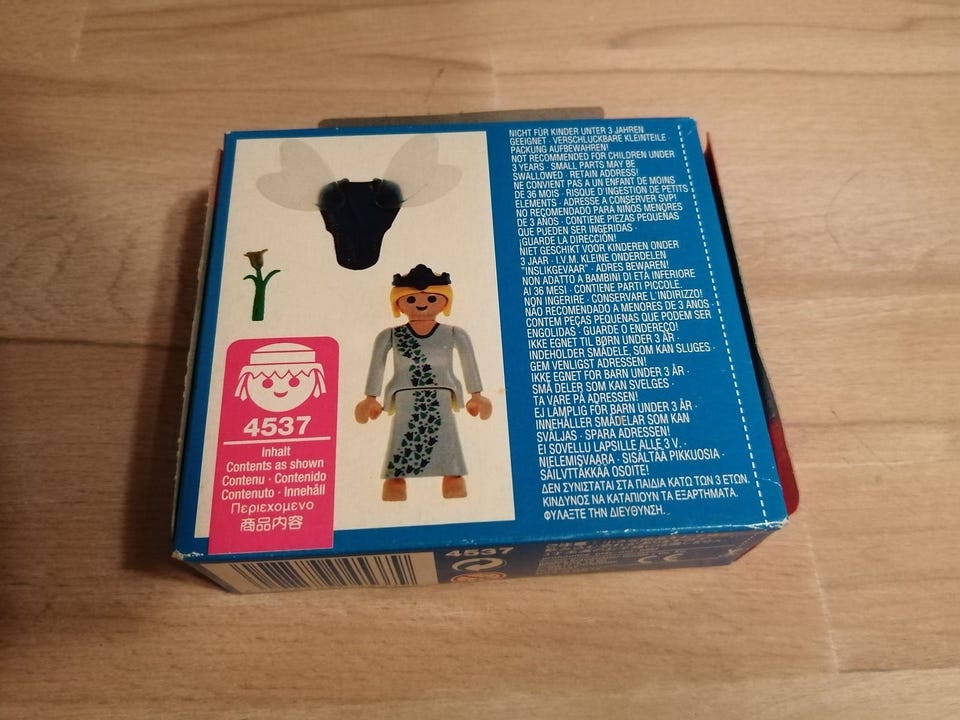 4537
Inhalt
Contents as shown
Contenu · Contenido
Contenuto · Innehåll
Περιεχομενο
商品内容
NICHT FÜR KINDER UNTER 3 JAHREN
GEEIGNET · VERSCHLUCKBARE KLEINTEILE ·
PACKUNG AUFBEWAHREN!
NOT RECOMMENDED FOR CHILDREN UNDER
3 YEARS · SMALL PARTS MAY BE
SWALLOWED · RETAIN ADDRESS!
NE CONVIENT PAS A UN ENFANT DE MOINS
DE 36 MOIS · RISQUE D'INGESTION DE PETITS
ELEMENTS · ADRESSE A CONSERVER SVP!
NO RECOMENDADO PARA NIÑOS MENORES
DE 3 AÑOS · CONTIENE PIEZAS PEQUEÑAS
QUE PUEDEN SER INGERIDAS ·
¡GUARDE LA DIRECCIÓN!
NIET GESCHIKT VOOR KINDEREN ONDER
3 JAAR · I.V.M. KLEINE ONDERDELEN
"INSLIKGEVAAR" · ADRES BEWAREN!
NON ADATTO A BAMBINI DI ETÀ INFERIORE
AI 36 MESI · CONTIENE PARTI PICCOLE.
NON INGERIRE · CONSERVARE L'INDIRIZZO!
NÃO RECOMENDADO A MENORES DE 3 ANOS ·
CONTEM PEÇAS PEQUENAS QUE PODEM SER
ENGOLIDAS · GUARDE O ENDEREÇO!
IKKE EGNET TIL BØRN UNDER 3 ÅR ·
INDEHOLDER SMÅDELE, SOM KAN SLUGES ·
GEM VENLIGST ADRESSEN!
IKKE EGNET FOR BARN UNDER 3 ÅR ·
SMÅ DELER SOM KAN SVELGES ·
TA VARE PÅ ADRESSEN!
EJ LÄMPLIG FÖR BARN UNDER 3 ÅR ·
INNEHÅLLER SMÅDELAR SOM KAN
SVÄLJAS · SPARA ADRESSEN!
EI SOVELLU LAPSILLE ALLE 3 V. ·
NIELEMISVAARA · SISÄLTÄÄ PIKKUOSIA ·
SÄILYTTÄKÄÄ OSOITE!
ΔΕΝ ΣΥΝΙΣΤΑΤΑΙ ΣΤΑ ΠΑΙΔΙΑ ΚΑΤΩ ΤΩΝ 3 ΕΤΩΝ.
ΚΙΝΔΥΝΟΣ ΝΑ ΚΑΤΑΠΙΟΥΝ ΤΑ ΕΞΑΡΤΗΜΑΤΑ.
ΦΥΛΑΞΤΕ ΤΗΝ ΔΙΕΥΘΥΝΣΗ.
4537
CE